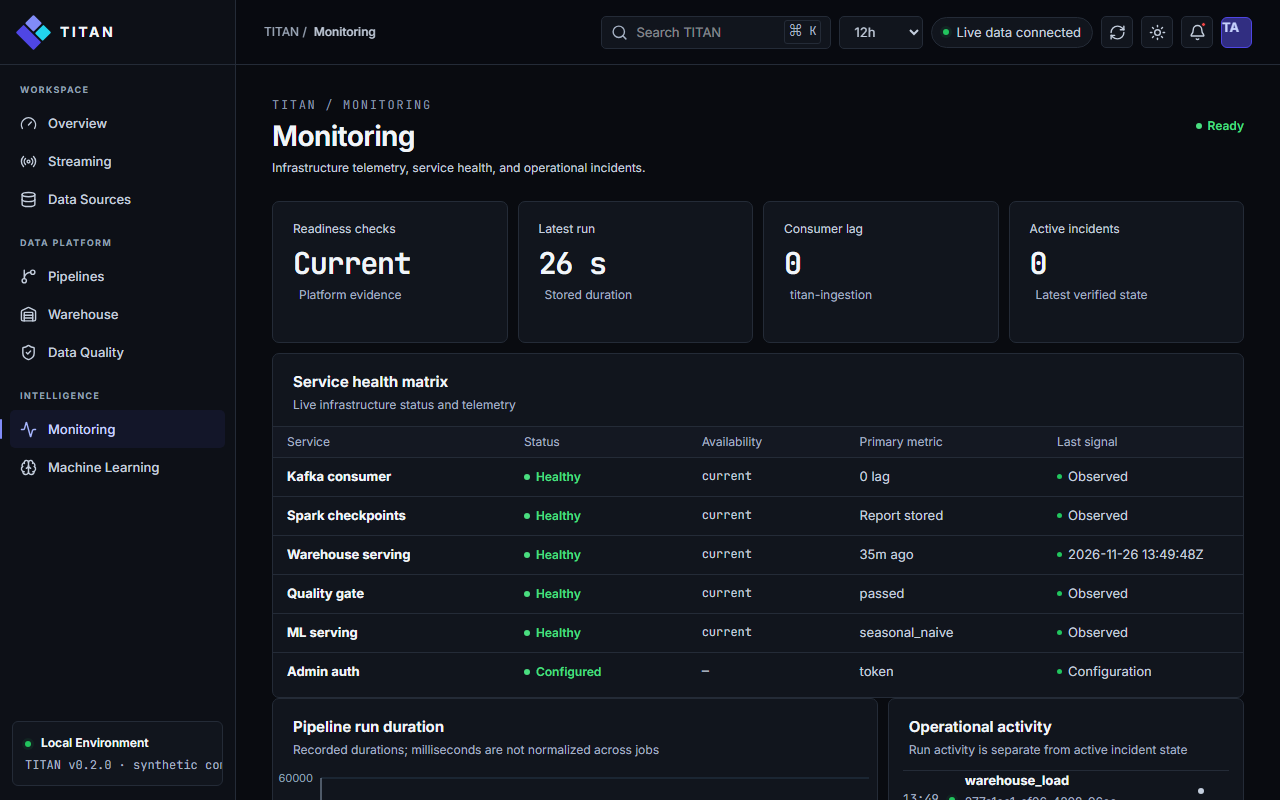 TITAN
TITAN / Monitoring
Search TITAN
⌘ K
12h
Live data connected
TA
WORKSPACE
Overview
Streaming
Data Sources
DATA PLATFORM
Pipelines
Warehouse
Data Quality
INTELLIGENCE
Monitoring
Machine Learning
Local Environment
TITAN v0.2.0 · synthetic
TITAN / MONITORING
Monitoring
Infrastructure telemetry, service health, and operational incidents.
Ready
Readiness checks
Current
Platform evidence
Latest run
26 s
Stored duration
Consumer lag
0
titan-ingestion
Active incidents
0
Latest verified state
Service health matrix
Live infrastructure status and telemetry
Service Status Availability Primary metric Last signal
Kafka consumer Healthy current 0 lag Observed
Spark checkpoints Healthy current Report stored Observed
Warehouse serving Healthy current 35m ago 2026-11-26 13:49:48Z
Quality gate Healthy current passed Observed
ML serving Healthy current seasonal_naive Observed
Admin auth Configured — token Configuration
Pipeline run duration
Recorded durations; milliseconds are not normalized across jobs
60000
Operational activity
Run activity is separate from active incident state
warehouse_load
13:49